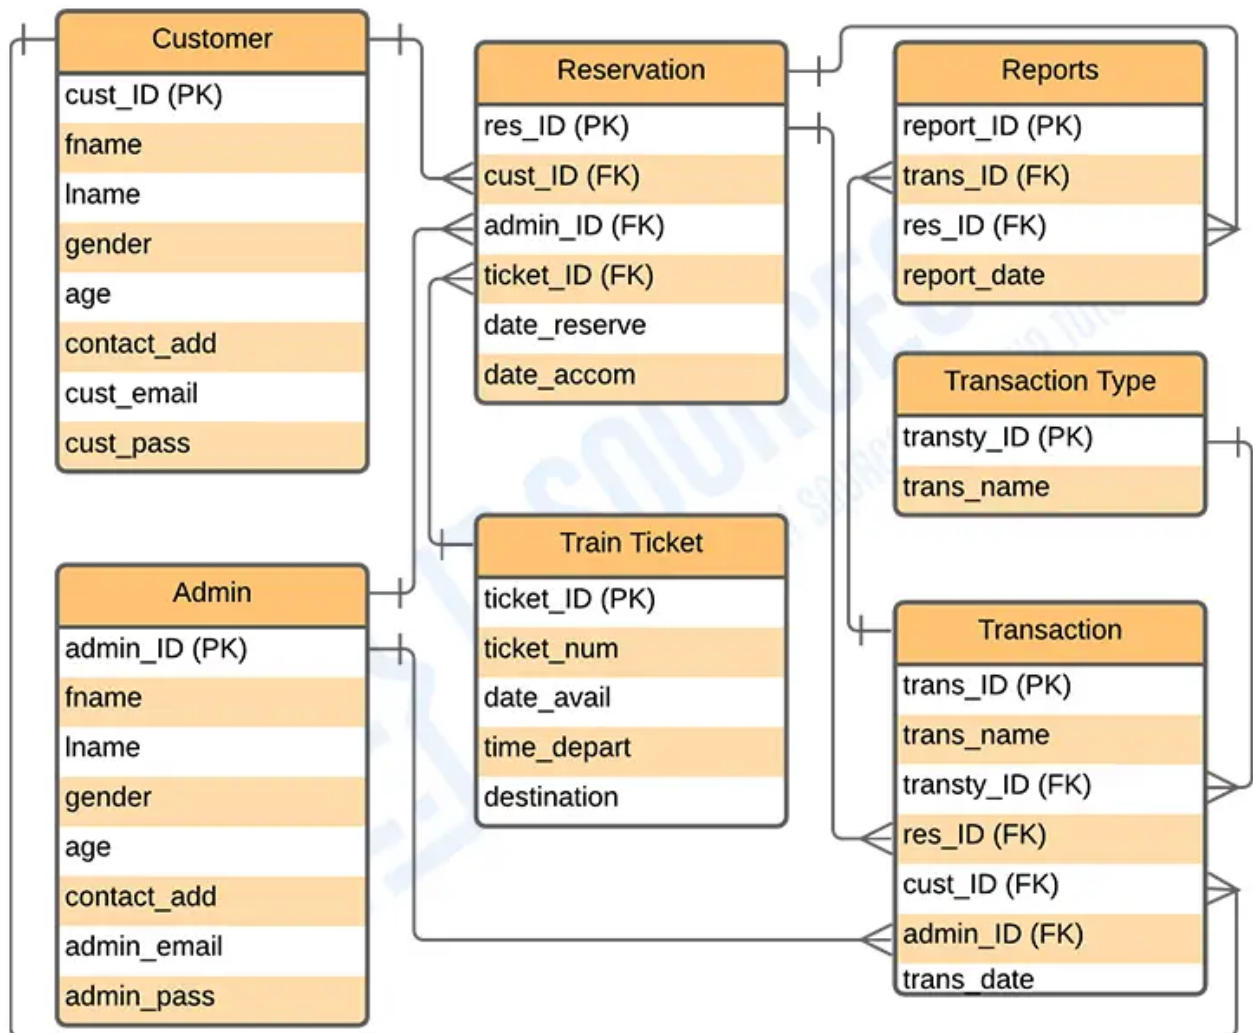 Customer
cust_ID (PK)
fname
lname
gender
age
contact_add
cust_email
cust_pass
Admin
admin_ID (PK)
fname
lname
gender
age
contact_add
admin_email
admin_pass
Reservation
res_ID (PK)
cust_ID (FK)
admin_ID (FK)
ticket_ID (FK)
date_reserve
date_accom
Train Ticket
ticket_ID (PK)
ticket_num
date_avail
time_depart
destination
Reports
report_ID (PK)
trans_ID (FK)
res_ID (FK)
report_date
Transaction Type
transty_ID (PK)
trans_name
Transaction
trans_ID (PK)
trans_name
transty_ID (FK)
res_ID (FK)
cust_ID (FK)
admin_ID (FK)
trans_date